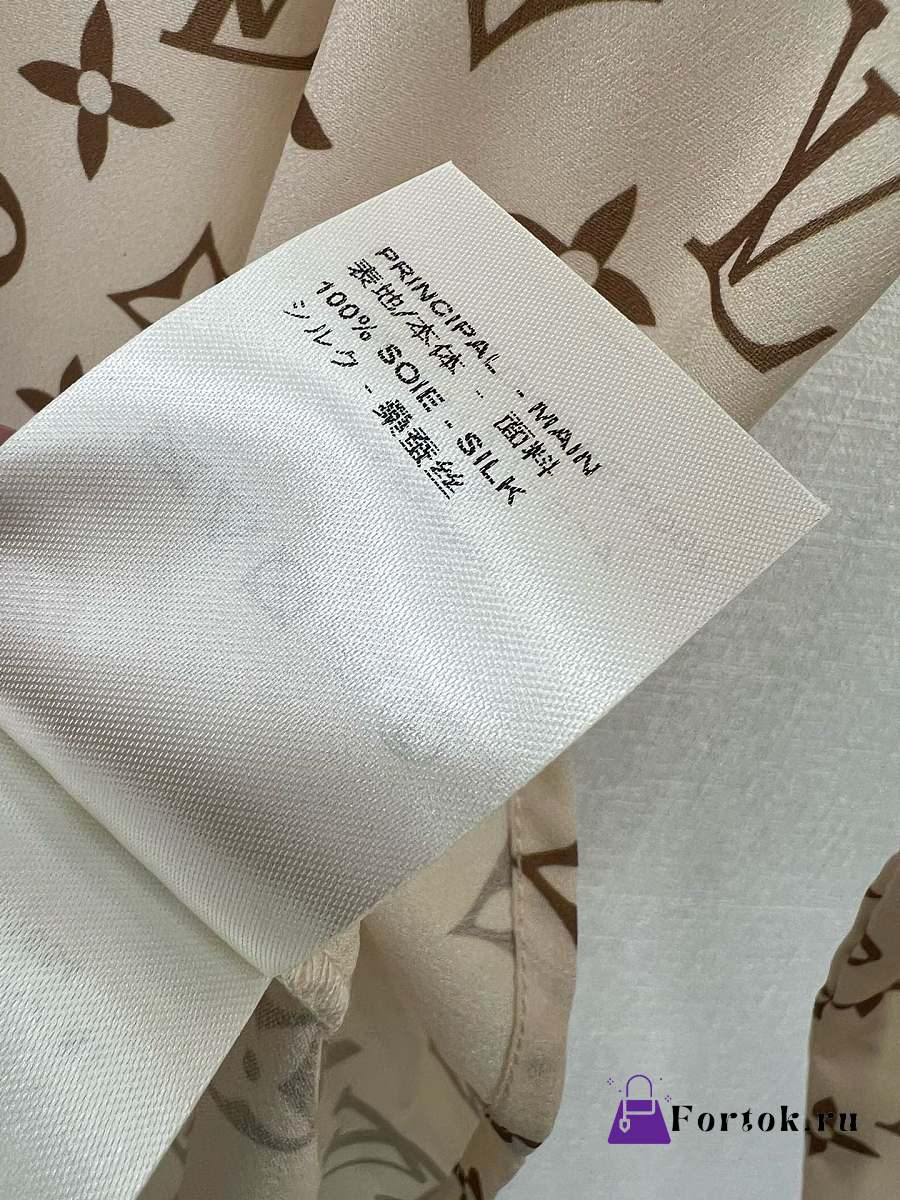 PRINCIPAL - MAIN
表地/本体 - 面料
100% SOIE - SILK
シルク - 桑蚕丝
Fortok.ru